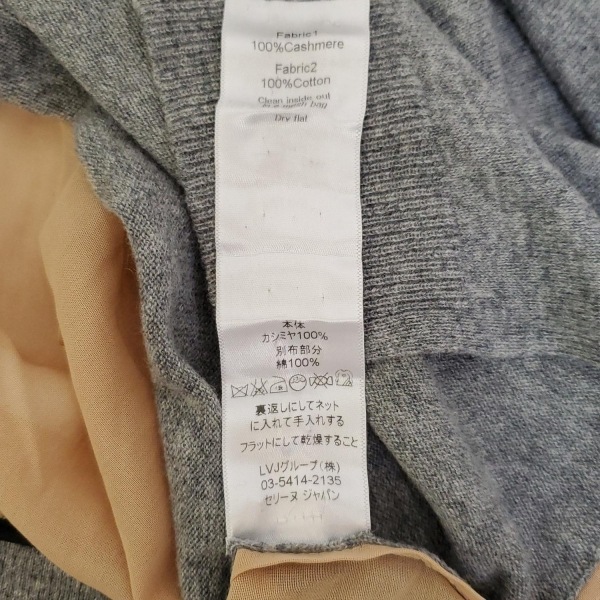 Fabric1
100%Cashmere
Fabric2
100%Cotton
Clean inside out
in a mesh bag
Dry flat
本体
カシミヤ100%
別布部分
綿100%
裏返しにしてネット
に入れて手入れする
フラットにして乾燥すること
LVJグループ(株)
03-5414-2135
セリーヌ ジャパン